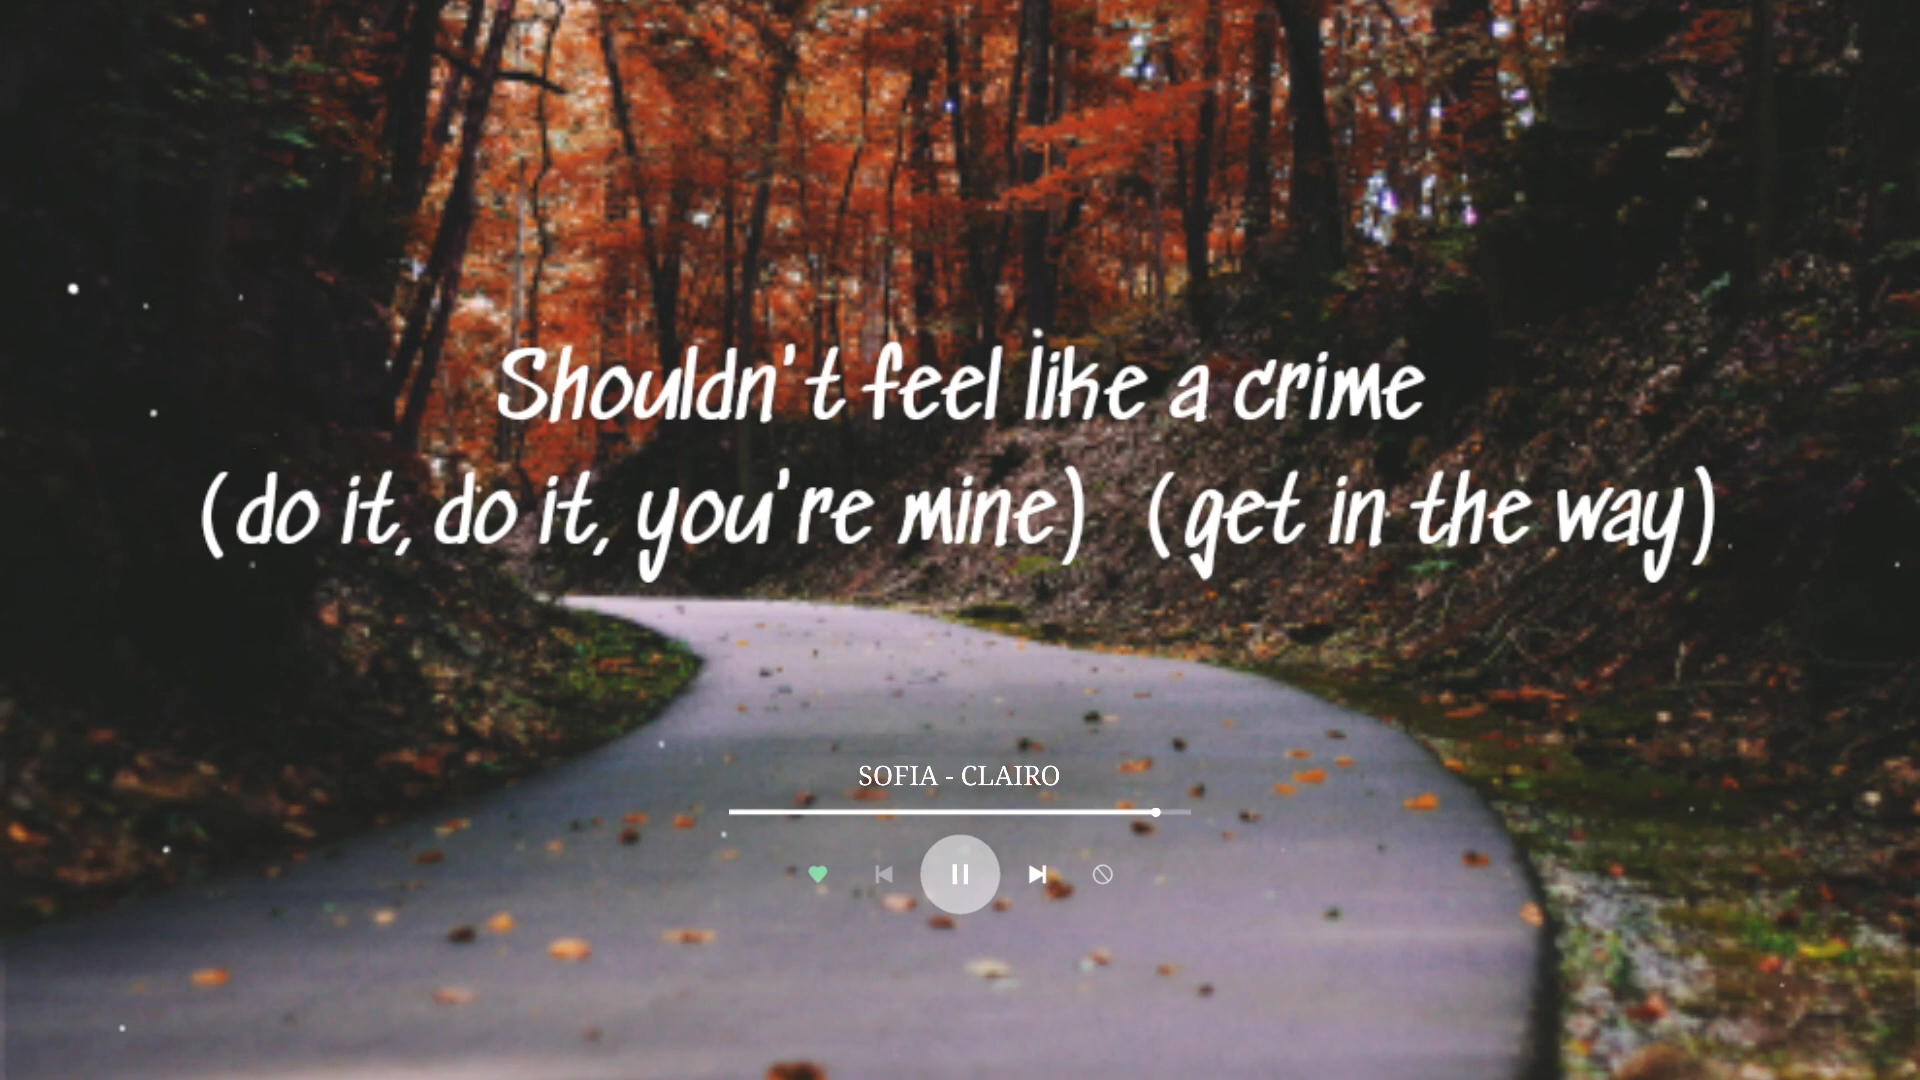 Shouldn't feel like a crime
(do it, do it, you're mine) (get in the way)
SOFIA - CLAIRO